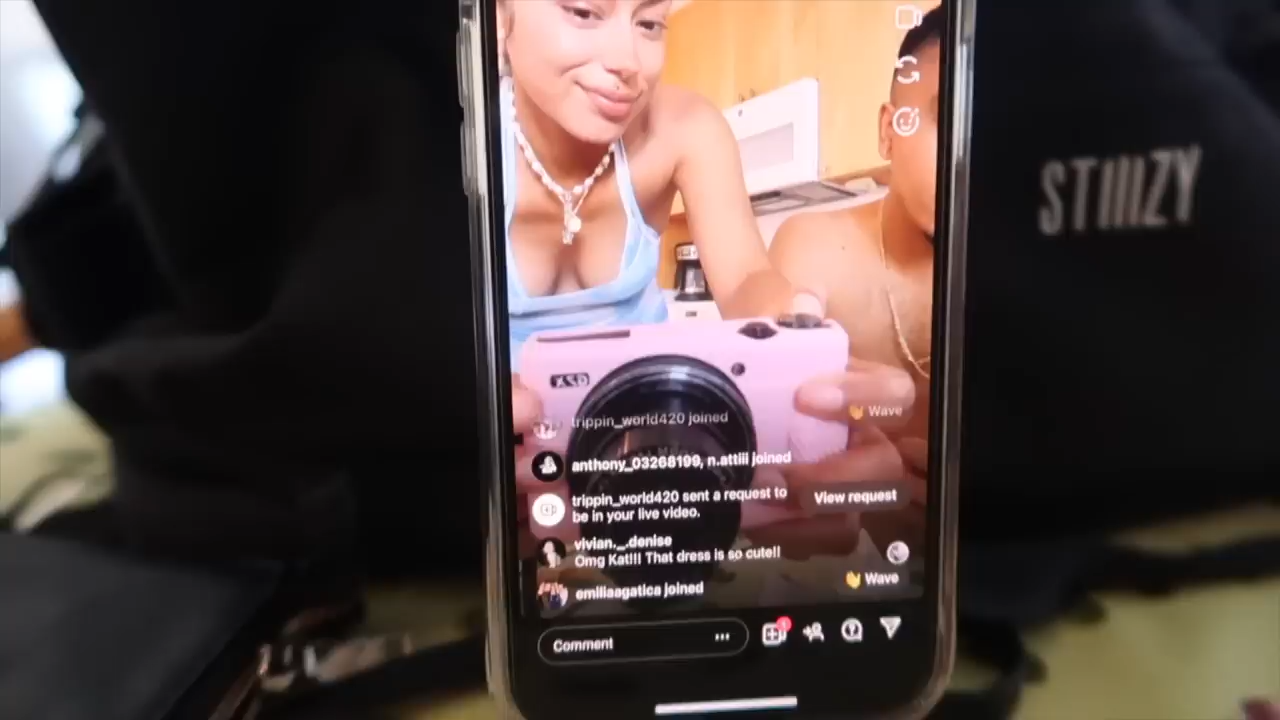 STIIIZY
trippin_world420 joined
Wave
anthony_03268199, n.attiii joined
trippin_world420 sent a request to
be in your live video.
View request
vivian._.denise
Omg Kat!!! That dress is so cute!!
emiliaagatica joined
Wave
Comment